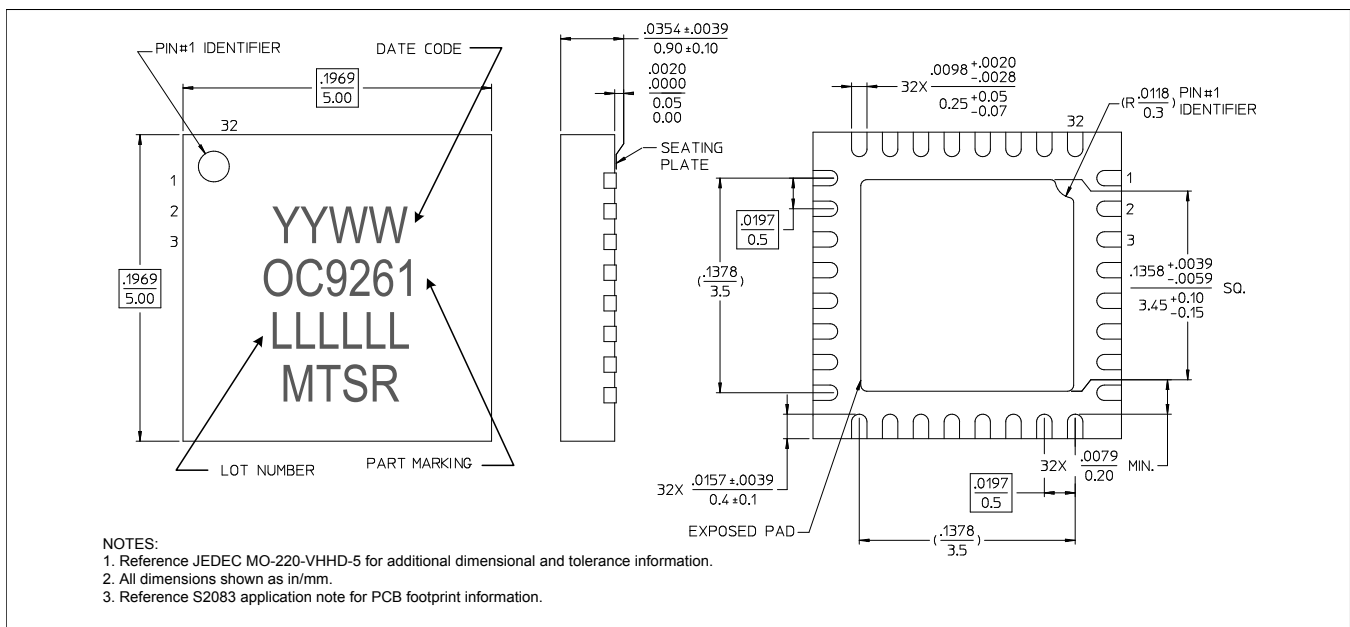 PIN#1 IDENTIFIER
DATE CODE
.1969
5.00
32
1
2
3
.1969
5.00
YYWW
OC9261
LLLLLL
MTSR
LOT NUMBER
PART MARKING
.0354 ±.0039
0.90 ±0.10
.0020
.0000
0.05
0.00
SEATING
PLATE
32X .0098 +.0020 -.0028
0.25 +0.05 -0.07
(R .0118 / 0.3) PIN#1
IDENTIFIER
32
1
2
3
.0197
0.5
(.1378 / 3.5)
.1358 +.0039 -.0059
3.45 +0.10 -0.15
SQ.
32X .0157 ±.0039
0.4 ±0.1
32X .0079
0.20 MIN.
.0197
0.5
EXPOSED PAD
(.1378 / 3.5)
NOTES:
1. Reference JEDEC MO-220-VHHD-5 for additional dimensional and tolerance information.
2. All dimensions shown as in/mm.
3. Reference S2083 application note for PCB footprint information.